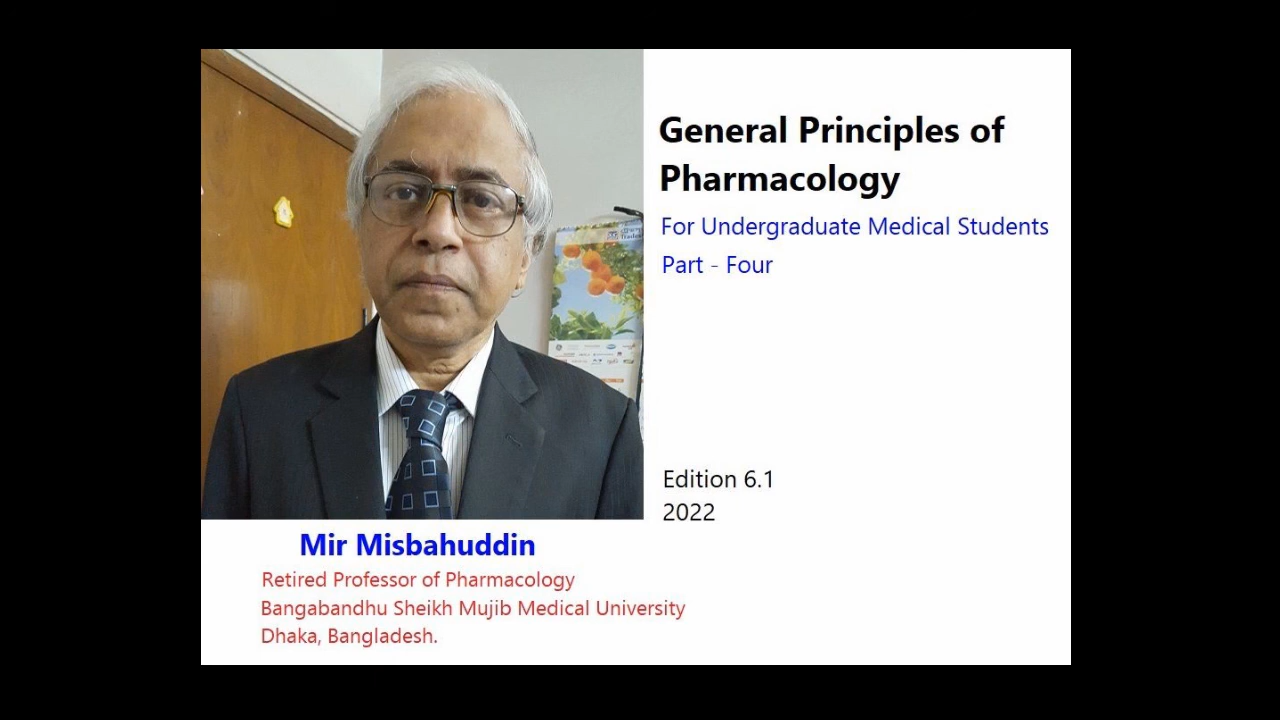 General Principles of
Pharmacology
For Undergraduate Medical Students
Part - Four
Edition 6.1
2022
Mir Misbahuddin
Retired Professor of Pharmacology
Bangabandhu Sheikh Mujib Medical University
Dhaka, Bangladesh.